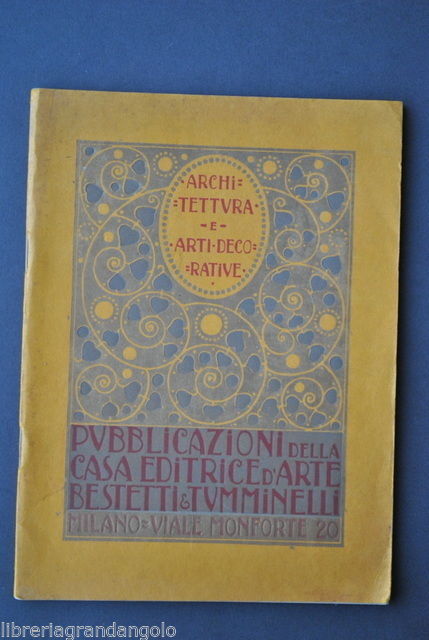 ·ARCHI=
=TETTVRA·
-E-
·ARTI·DECO
=RATIVE·
PVBBLICAZIONI DELLA
CASA EDITRICE D'ARTE
BESTETTI & TVMMINELLI
MILANO=VIALE MONFORTE 20
libreriagrandangolo